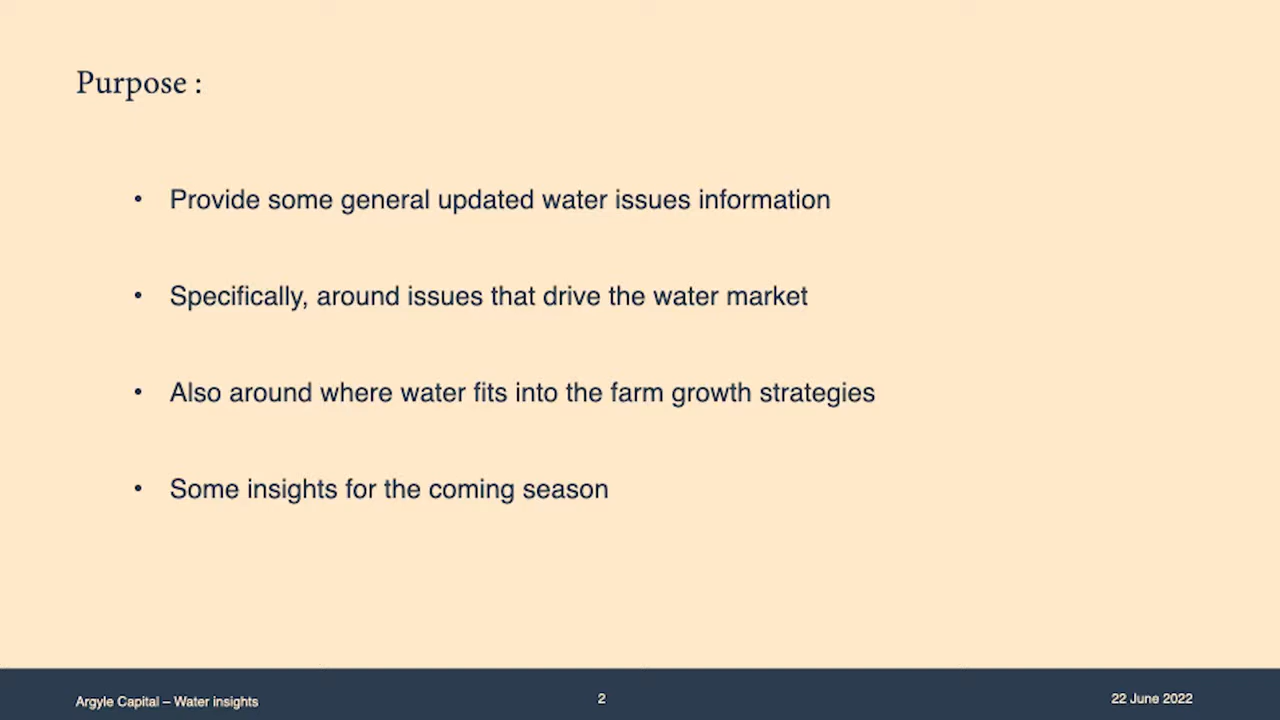 Purpose :
• Provide some general updated water issues information
• Specifically, around issues that drive the water market
• Also around where water fits into the farm growth strategies
• Some insights for the coming season
Argyle Capital – Water insights
2
22 June 2022